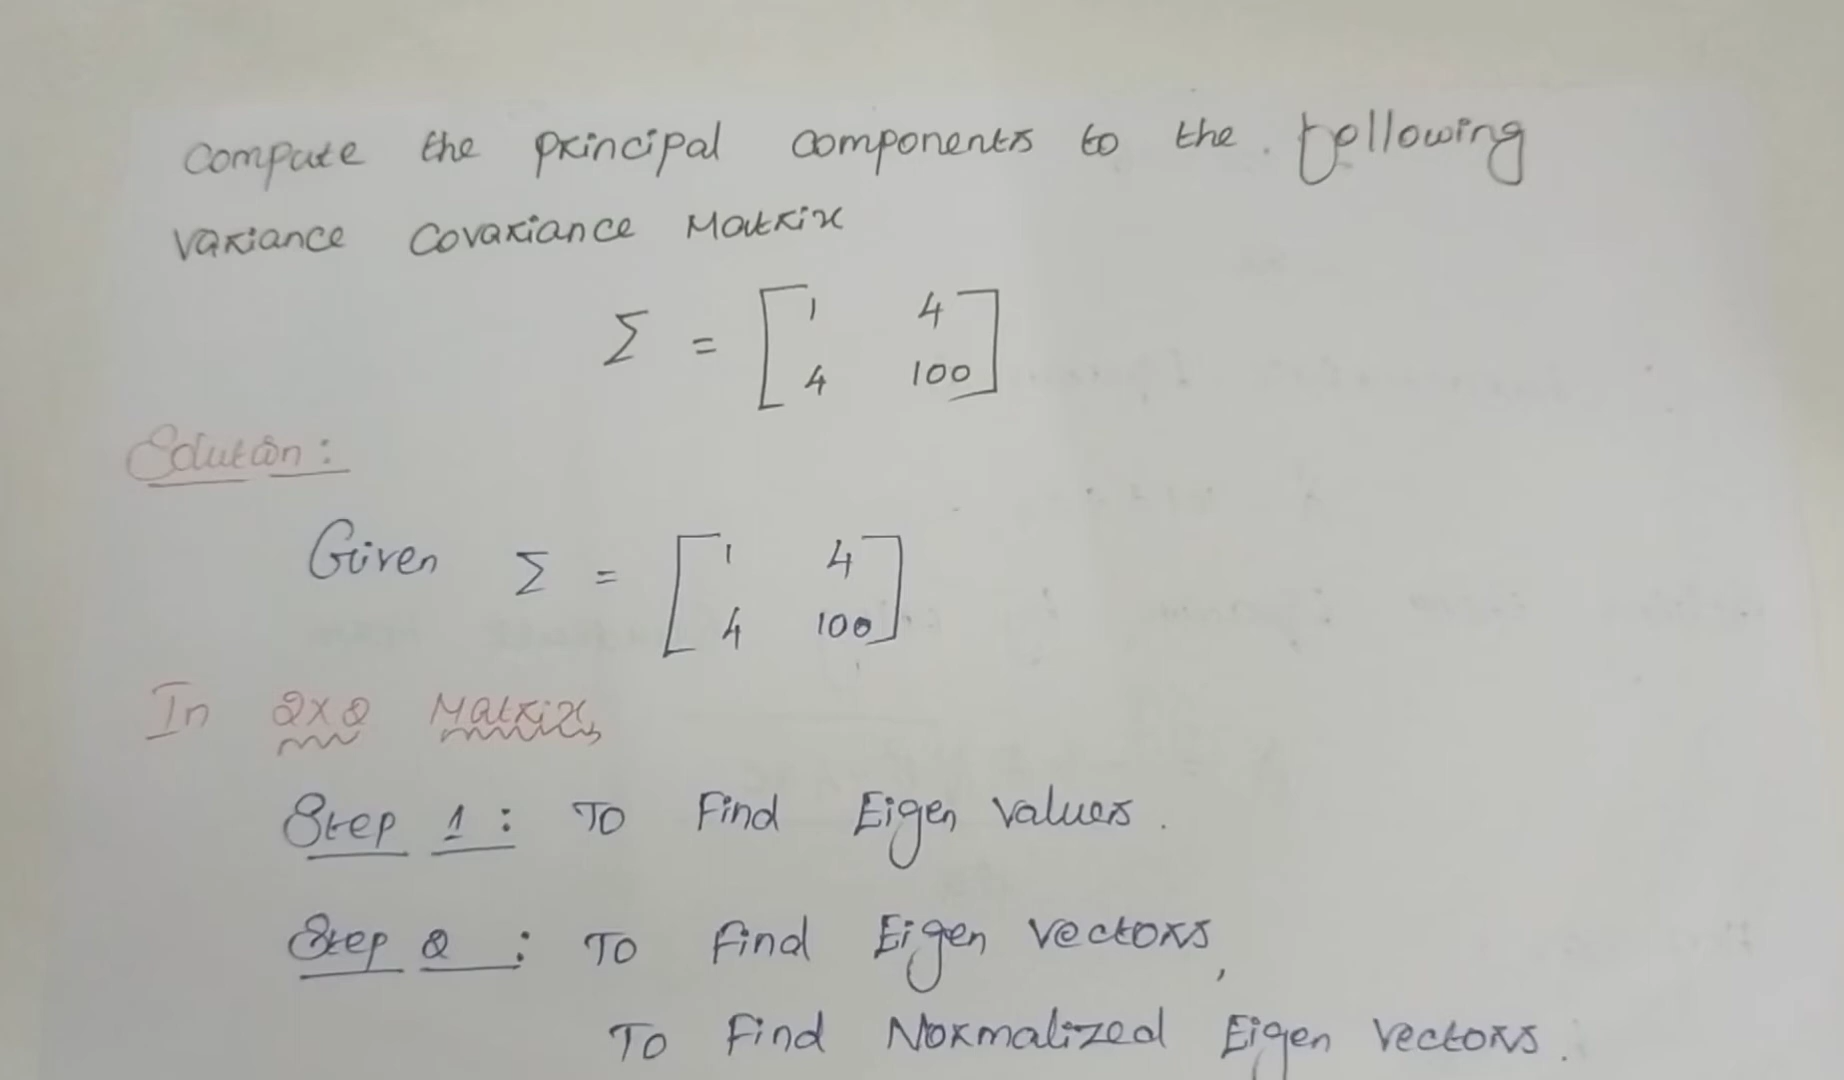 Compute the principal components to the following
Variance Covariance Matrix
Σ = [ 1 4
4 100 ]
Solution:
Given Σ = [ 1 4
4 100 ]
In 2x2 Matrix,
Step 1: To Find Eigen values.
Step 2: To find Eigen vectors,
To Find Normalized Eigen vectors.